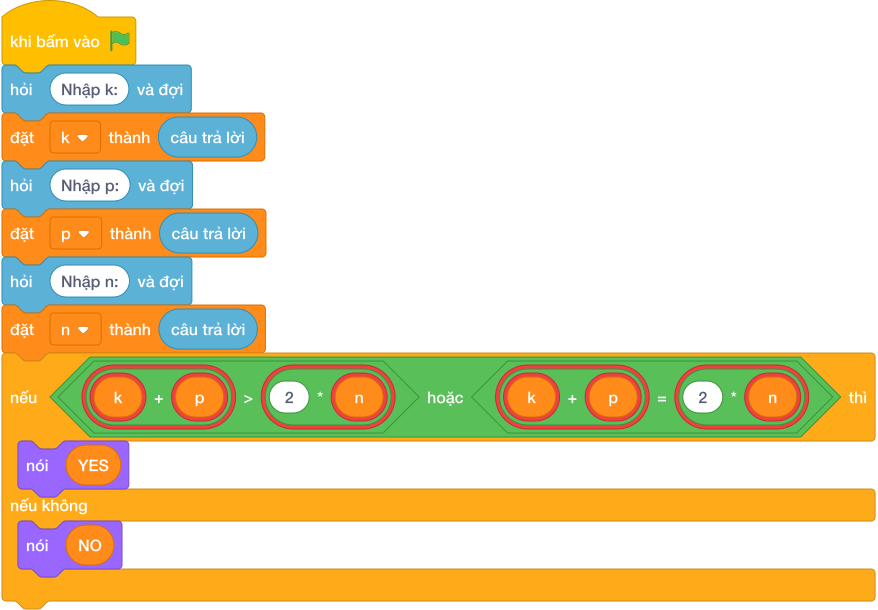 khi bấm vào
hỏi Nhập k: và đợi
đặt k thành câu trả lời
hỏi Nhập p: và đợi
đặt p thành câu trả lời
hỏi Nhập n: và đợi
đặt n thành câu trả lời
nếu k + p > 2 * n hoặc k + p = 2 * n thì
nói YES
nếu không
nói NO